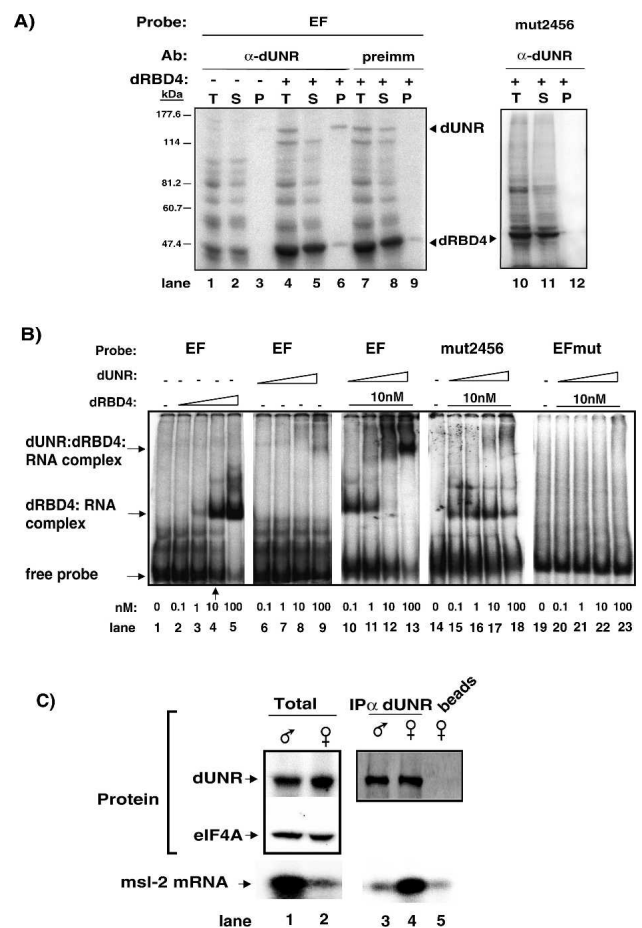 A)
Probe: EF mut2456
Ab: α-dUNR preimm α-dUNR
dRBD4: - - - + + + + + + + + +
kDa T S P T S P T S P T S P
177.6
114
81.2
60.7
47.4
dUNR
dRBD4
lane 1 2 3 4 5 6 7 8 9 10 11 12
B)
Probe: EF EF EF mut2456 EFmut
dUNR: - - - - - - -
dRBD4: - - 10nM - 10nM - 10nM
dUNR:dRBD4:
RNA complex
dRBD4: RNA
complex
free probe
nM: 0 0.1 1 10 100 0.1 1 10 100 0.1 1 10 100 0 0.1 1 10 100 0 0.1 1 10 100
lane 1 2 3 4 5 6 7 8 9 10 11 12 13 14 15 16 17 18 19 20 21 22 23
C)
Total IPα dUNR beads
♂ ♀ ♂ ♀ ♀
Protein
dUNR
eIF4A
msl-2 mRNA
lane 1 2 3 4 5